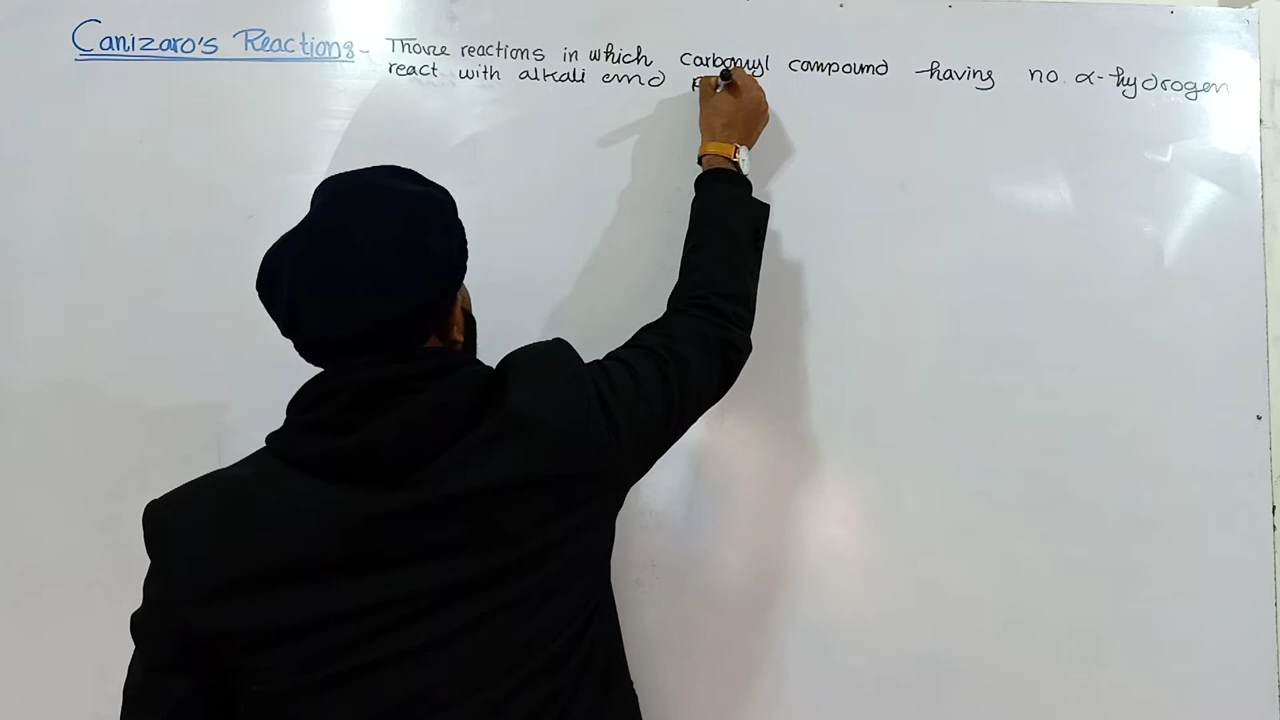 Canizaro's Reactions- Those reactions in which carbonyl compound having no α-hydrogen
react with alkali and